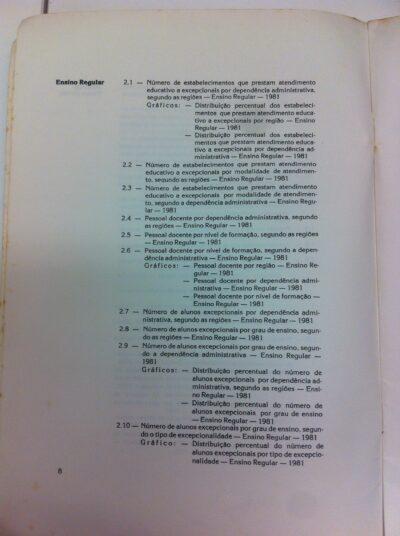 Ensino Regular 2.1 — Número de estabelecimentos que prestam atendimento
educativo a excepcionais por dependência administrativa,
segundo as regiões — Ensino Regular — 1981
Gráficos: — Distribuição percentual dos estabeleci-
mentos que prestam atendimento educa-
tivo a excepcionais por região — Ensino
Regular — 1981
— Distribuição percentual dos estabeleci-
mentos que prestam atendimento educa-
tivo a excepcionais por dependência ad-
ministrativa — Ensino Regular — 1981
2.2 — Número de estabelecimentos que prestam atendimento
educativo a excepcionais por modalidade de atendimen-
to, segundo as regiões — Ensino Regular — 1981
2.3 — Número de estabelecimentos que prestam atendimento
educativo a excepcionais por modalidade de atendimen-
to, segundo a dependência administrativa — Ensino Regu-
lar — 1981
2.4 — Pessoal docente por dependência administrativa, segundo
as regiões — Ensino Regular — 1981
2.5 — Pessoal docente por nível de formação, segundo as regiões
— Ensino Regular — 1981
2.6 — Pessoal docente por nível de formação, segundo a depen-
dência administrativa — Ensino Regular — 1981
Gráficos: — Pessoal docente por região — Ensino Re-
gular — 1981
— Pessoal docente por dependência admi-
nistrativa — Ensino Regular — 1981
— Pessoal docente por nível de formação —
Ensino Regular — 1981
2.7 — Número de alunos excepcionais por dependência admi-
nistrativa, segundo as regiões — Ensino Regular — 1981
2.8 — Número de alunos excepcionais por grau de ensino, segun-
do as regiões — Ensino Regular — 1981
2.9 — Número de alunos excepcionais por grau de ensino, segun-
do a dependência administrativa — Ensino Regular —
1981
Gráficos: — Distribuição percentual do número de
alunos excepcionais por dependência ad-
ministrativa, segundo as regiões — Ensi-
no Regular — 1981
— Distribuição percentual do número de
alunos excepcionais por grau de ensino
— Ensino Regular — 1981
2.10 — Número de alunos excepcionais por grau de ensino, segun-
do o tipo de excepcionalidade — Ensino Regular — 1981
Gráfico: — Distribuição percentual do número de
alunos excepcionais por tipo de excepcio-
nalidade — Ensino Regular — 1981
8